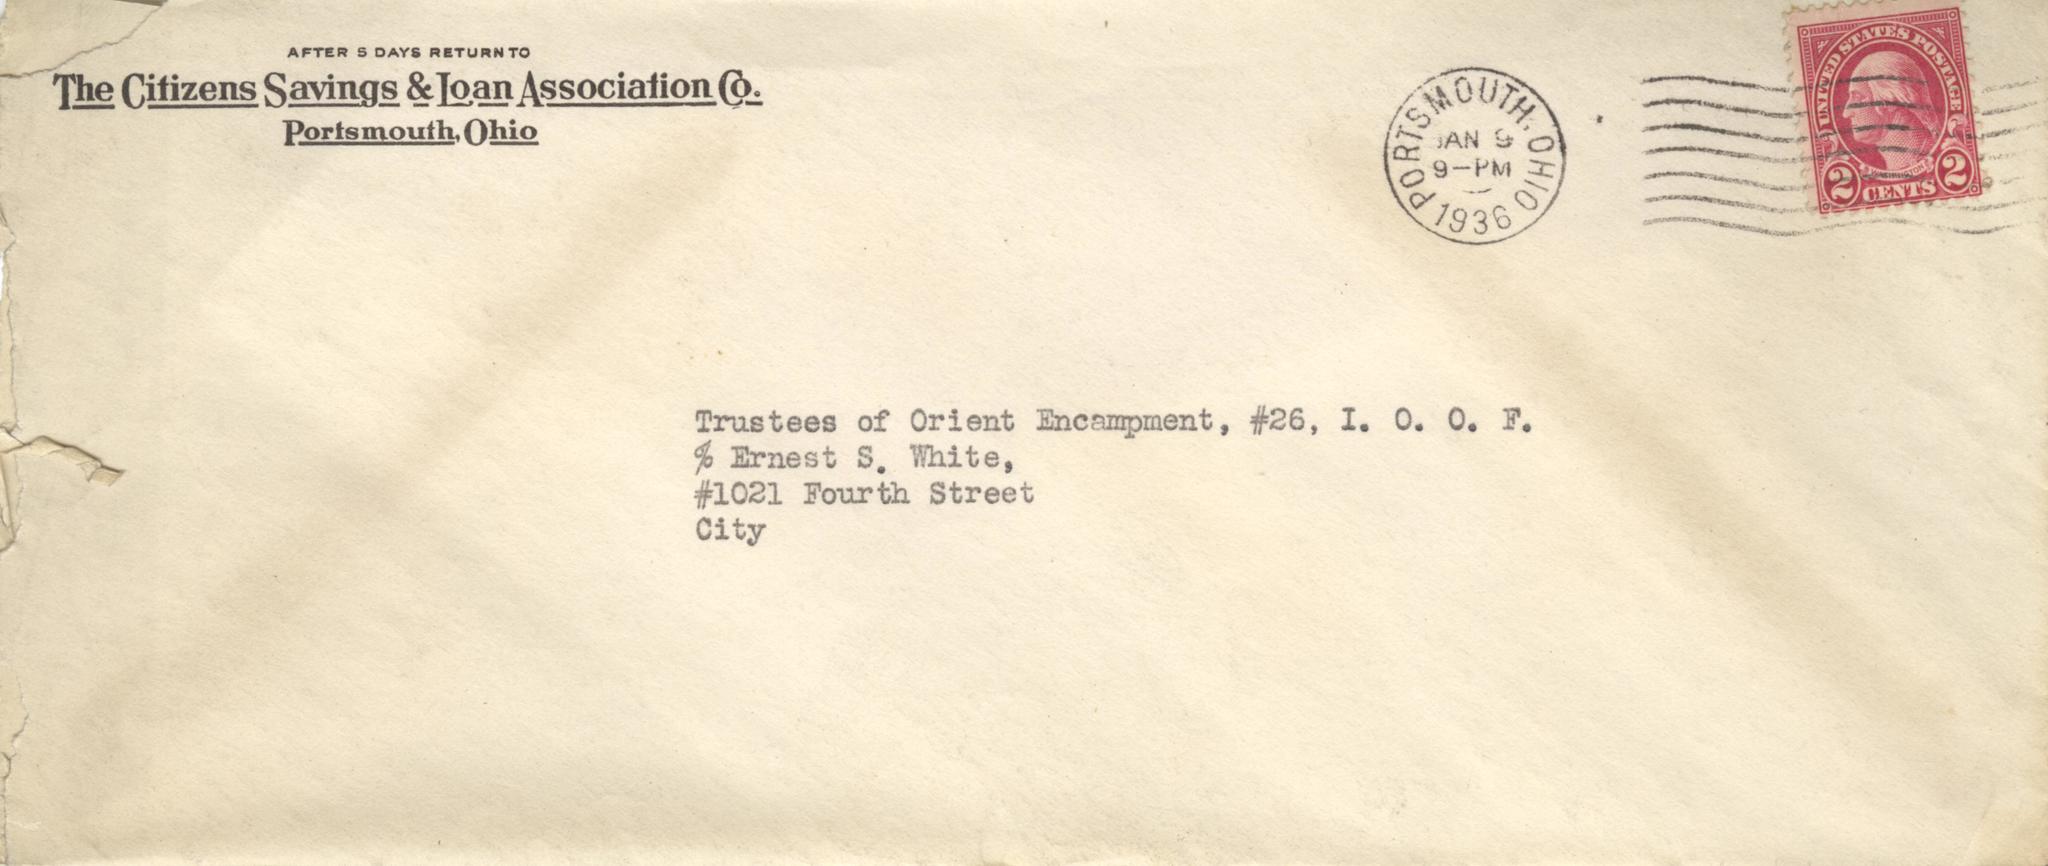 AFTER 5 DAYS RETURN TO
The Citizens Savings & Loan Association Co.
Portsmouth, Ohio
PORTSMOUTH, OHIO
JAN 9
9-PM
1936
UNITED STATES POSTAGE
WASHINGTON
2 CENTS 2
Trustees of Orient Encampment, #26, I. O. O. F.
% Ernest S. White,
#1021 Fourth Street
City